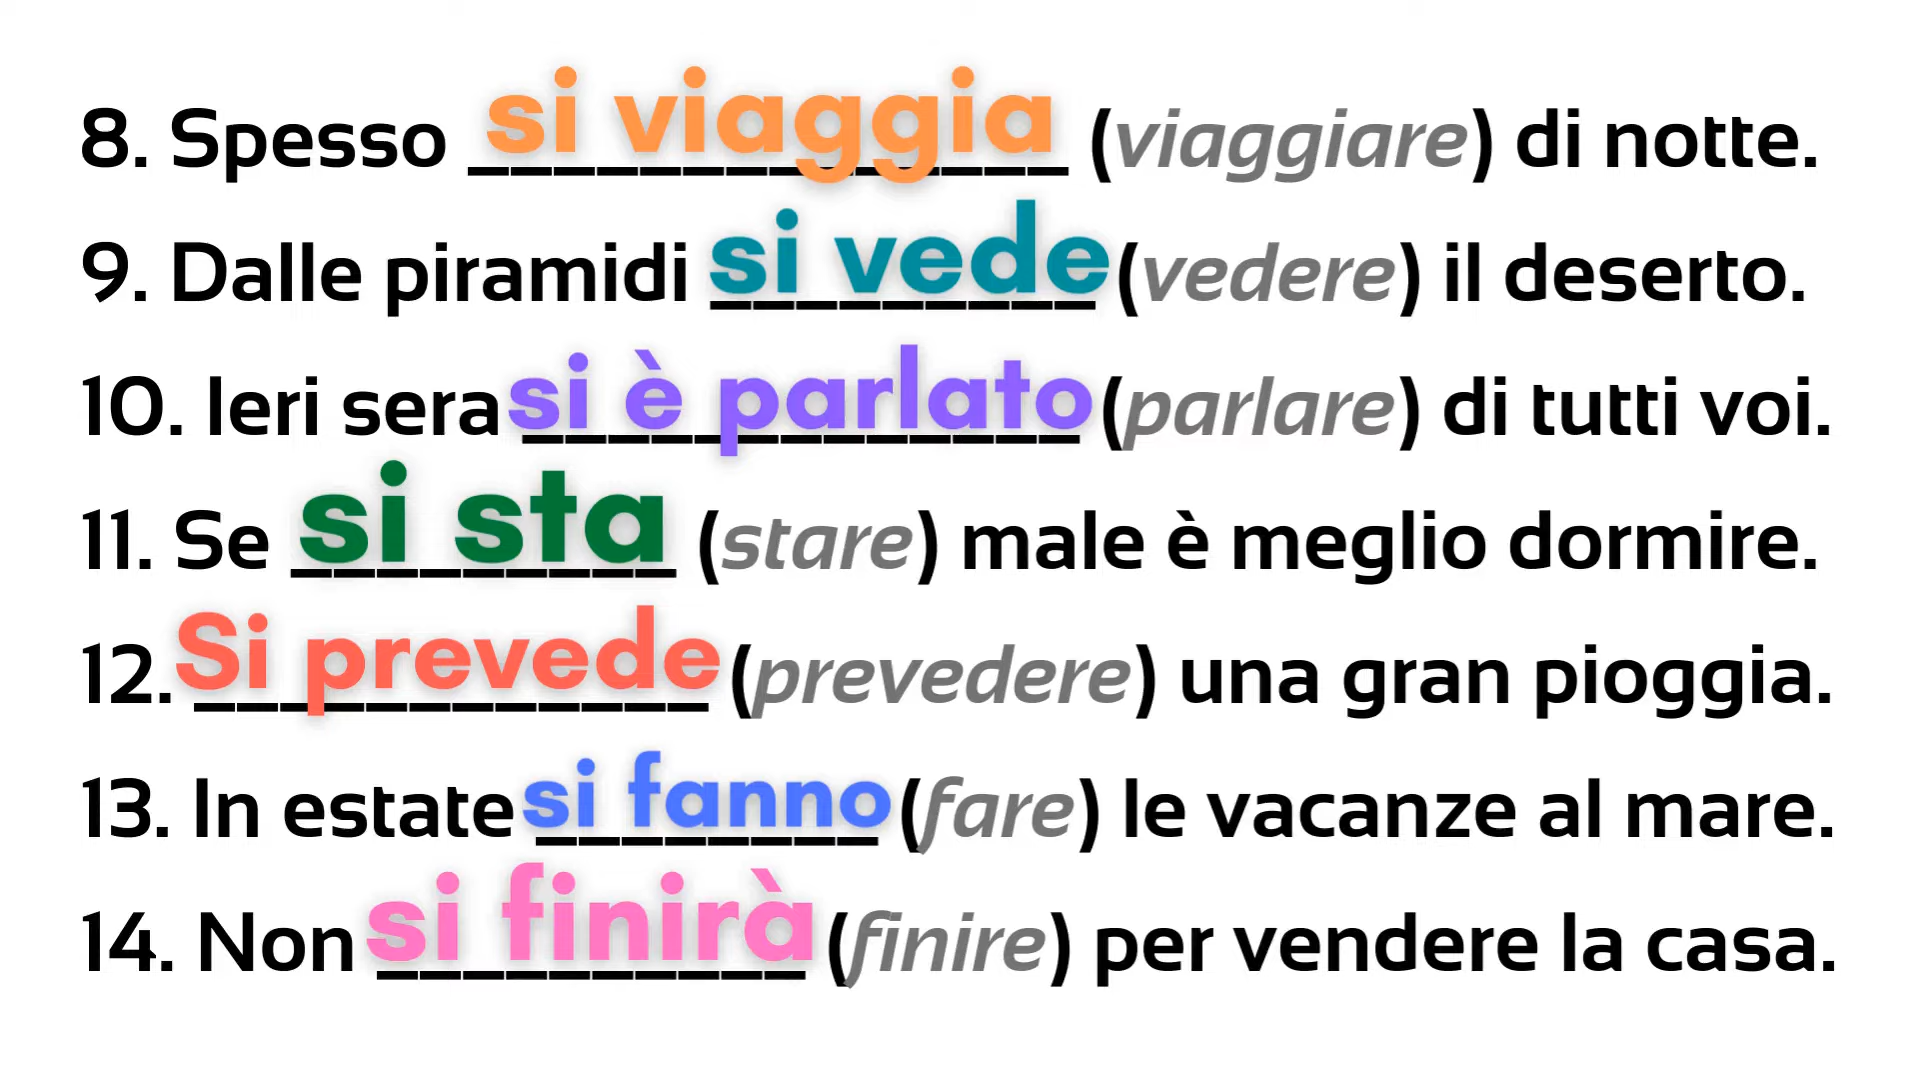 8. Spesso si viaggia (viaggiare) di notte.
9. Dalle piramidi si vede (vedere) il deserto.
10. Ieri sera si è parlato (parlare) di tutti voi.
11. Se si sta (stare) male è meglio dormire.
12. Si prevede (prevedere) una gran pioggia.
13. In estate si fanno (fare) le vacanze al mare.
14. Non si finirà (finire) per vendere la casa.